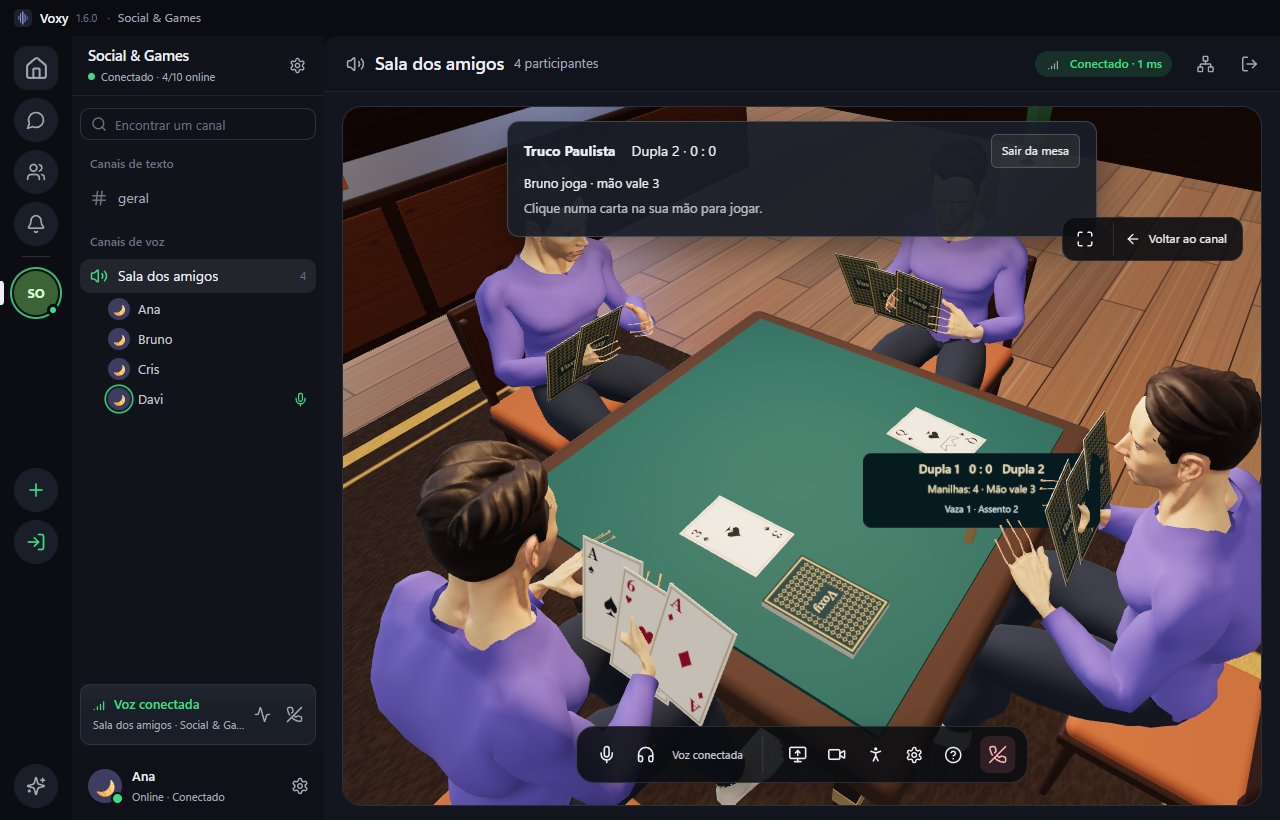 Voxy 1.6.0 · Social & Games
Social & Games
Conectado · 4/10 online
Encontrar um canal
Canais de texto
# geral
Canais de voz
Sala dos amigos 4
Ana
Bruno
Cris
Davi
SO
Voz conectada
Sala dos amigos · Social & Ga...
Ana
Online · Conectado
Sala dos amigos 4 participantes
Conectado · 1 ms
Truco Paulista Dupla 2 · 0 : 0
Sair da mesa
Bruno joga · mão vale 3
Clique numa carta na sua mão para jogar.
Voltar ao canal
Dupla 1 0 : 0 Dupla 2
Manilhas: 4 · Mão vale 3
Vaza 1 · Assento 2
Voxy
A
6
A
Voz conectada